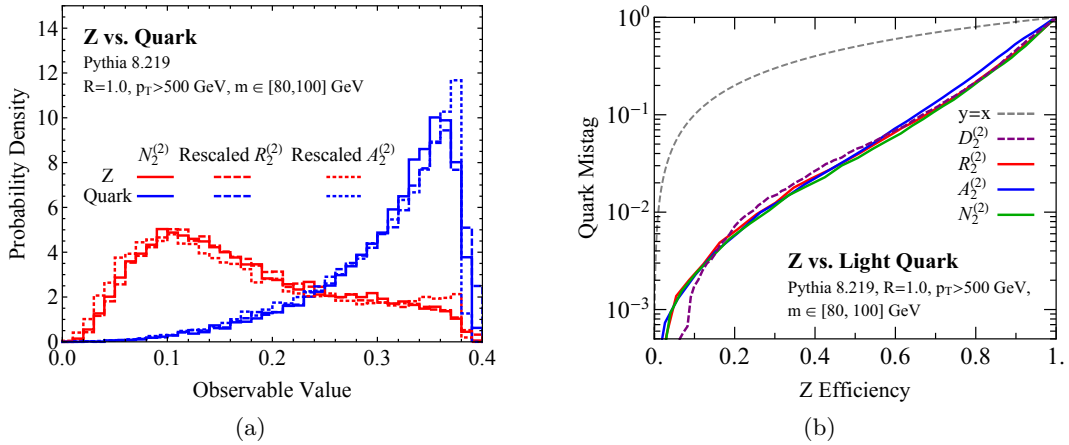 Z vs. Quark
Pythia 8.219
R=1.0, p_T>500 GeV, m ∈ [80,100] GeV
N_2^{(2)} Rescaled R_2^{(2)} Rescaled A_2^{(2)}
Z
Quark
Probability Density
14
12
10
8
6
4
2
0
0.0 0.1 0.2 0.3 0.4
Observable Value
(a)
Quark Mistag
10^0
10^{-1}
10^{-2}
10^{-3}
y=x
D_2^{(2)}
R_2^{(2)}
A_2^{(2)}
N_2^{(2)}
Z vs. Light Quark
Pythia 8.219, R=1.0, p_T>500 GeV,
m ∈ [80, 100] GeV
0. 0.2 0.4 0.6 0.8 1.
Z Efficiency
(b)